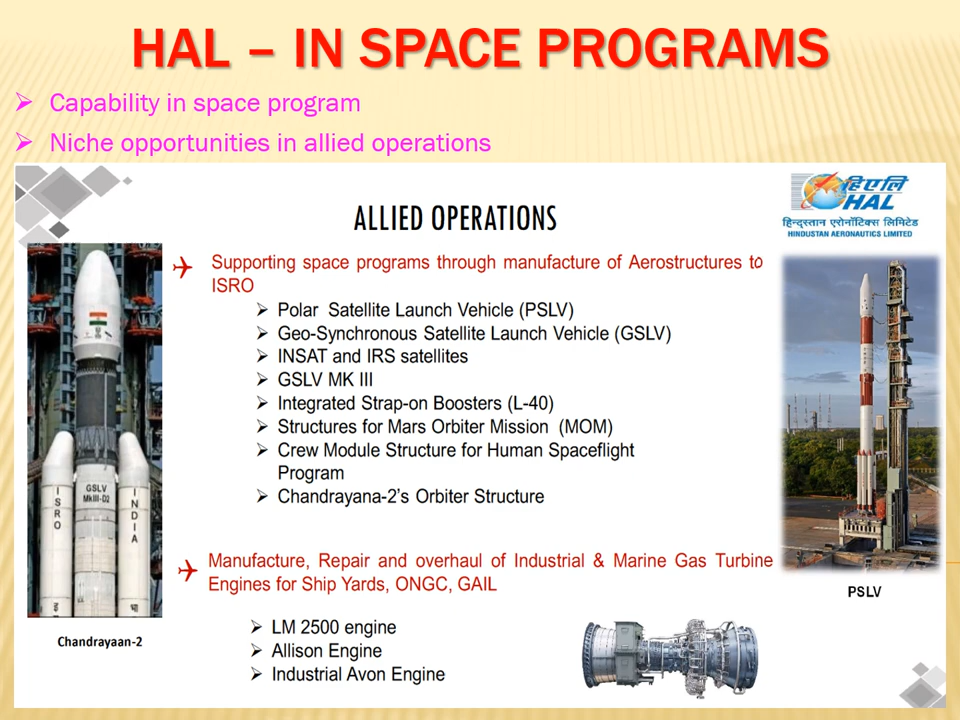 HAL – IN SPACE PROGRAMS
➢ Capability in space program
➢ Niche opportunities in allied operations
हिएलि
HAL
हिन्दुस्तान एरोनॉटिक्स लिमिटेड
HINDUSTAN AERONAUTICS LIMITED
ALLIED OPERATIONS
Supporting space programs through manufacture of Aerostructures to
ISRO
➢ Polar Satellite Launch Vehicle (PSLV)
➢ Geo-Synchronous Satellite Launch Vehicle (GSLV)
➢ INSAT and IRS satellites
➢ GSLV MK III
➢ Integrated Strap-on Boosters (L-40)
➢ Structures for Mars Orbiter Mission (MOM)
➢ Crew Module Structure for Human Spaceflight
Program
➢ Chandrayana-2's Orbiter Structure
ISRO
GSLV
MkIII-D2
INDIA
Chandrayaan-2
PSLV
Manufacture, Repair and overhaul of Industrial & Marine Gas Turbine
Engines for Ship Yards, ONGC, GAIL
➢ LM 2500 engine
➢ Allison Engine
➢ Industrial Avon Engine